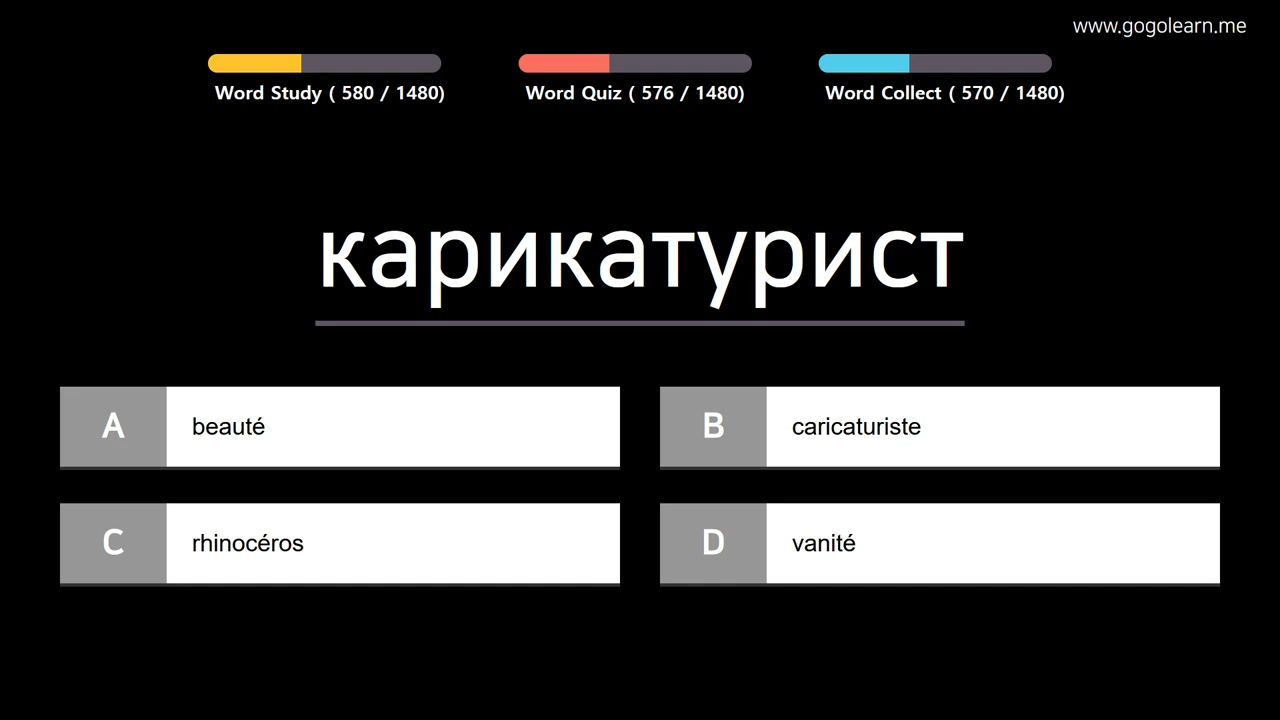 www.gogolearn.me
Word Study ( 580 / 1480)
Word Quiz ( 576 / 1480)
Word Collect ( 570 / 1480)
карикатурист
A beauté
B caricaturiste
C rhinocéros
D vanité